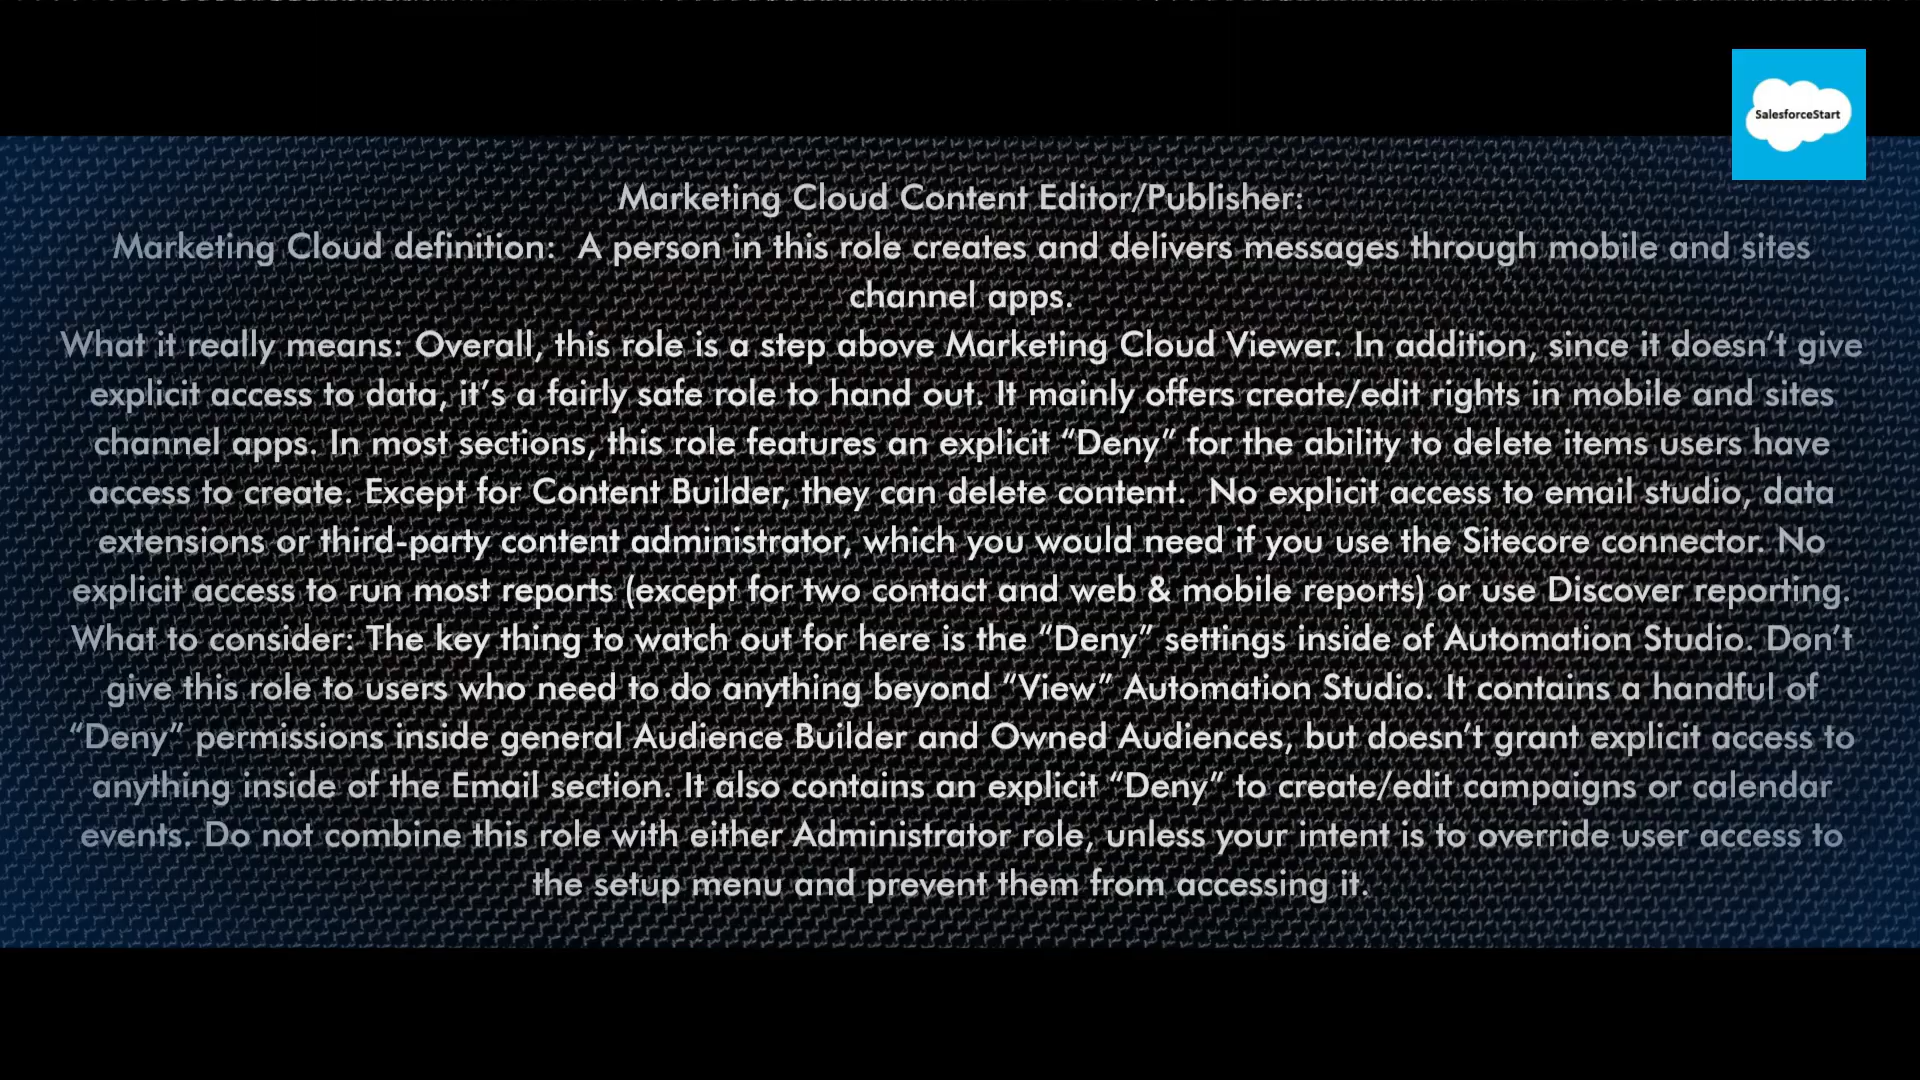 SalesforceStart
Marketing Cloud Content Editor/Publisher:
Marketing Cloud definition:  A person in this role creates and delivers messages through mobile and sites
channel apps.
What it really means: Overall, this role is a step above Marketing Cloud Viewer. In addition, since it doesn’t give
explicit access to data, it’s a fairly safe role to hand out. It mainly offers create/edit rights in mobile and sites
channel apps. In most sections, this role features an explicit “Deny” for the ability to delete items users have
access to create. Except for Content Builder, they can delete content.  No explicit access to email studio, data
extensions or third-party content administrator, which you would need if you use the Sitecore connector. No
explicit access to run most reports (except for two contact and web & mobile reports) or use Discover reporting.
What to consider: The key thing to watch out for here is the “Deny” settings inside of Automation Studio. Don’t
give this role to users who need to do anything beyond “View” Automation Studio. It contains a handful of
“Deny” permissions inside general Audience Builder and Owned Audiences, but doesn’t grant explicit access to
anything inside of the Email section. It also contains an explicit “Deny” to create/edit campaigns or calendar
events. Do not combine this role with either Administrator role, unless your intent is to override user access to
the setup menu and prevent them from accessing it.